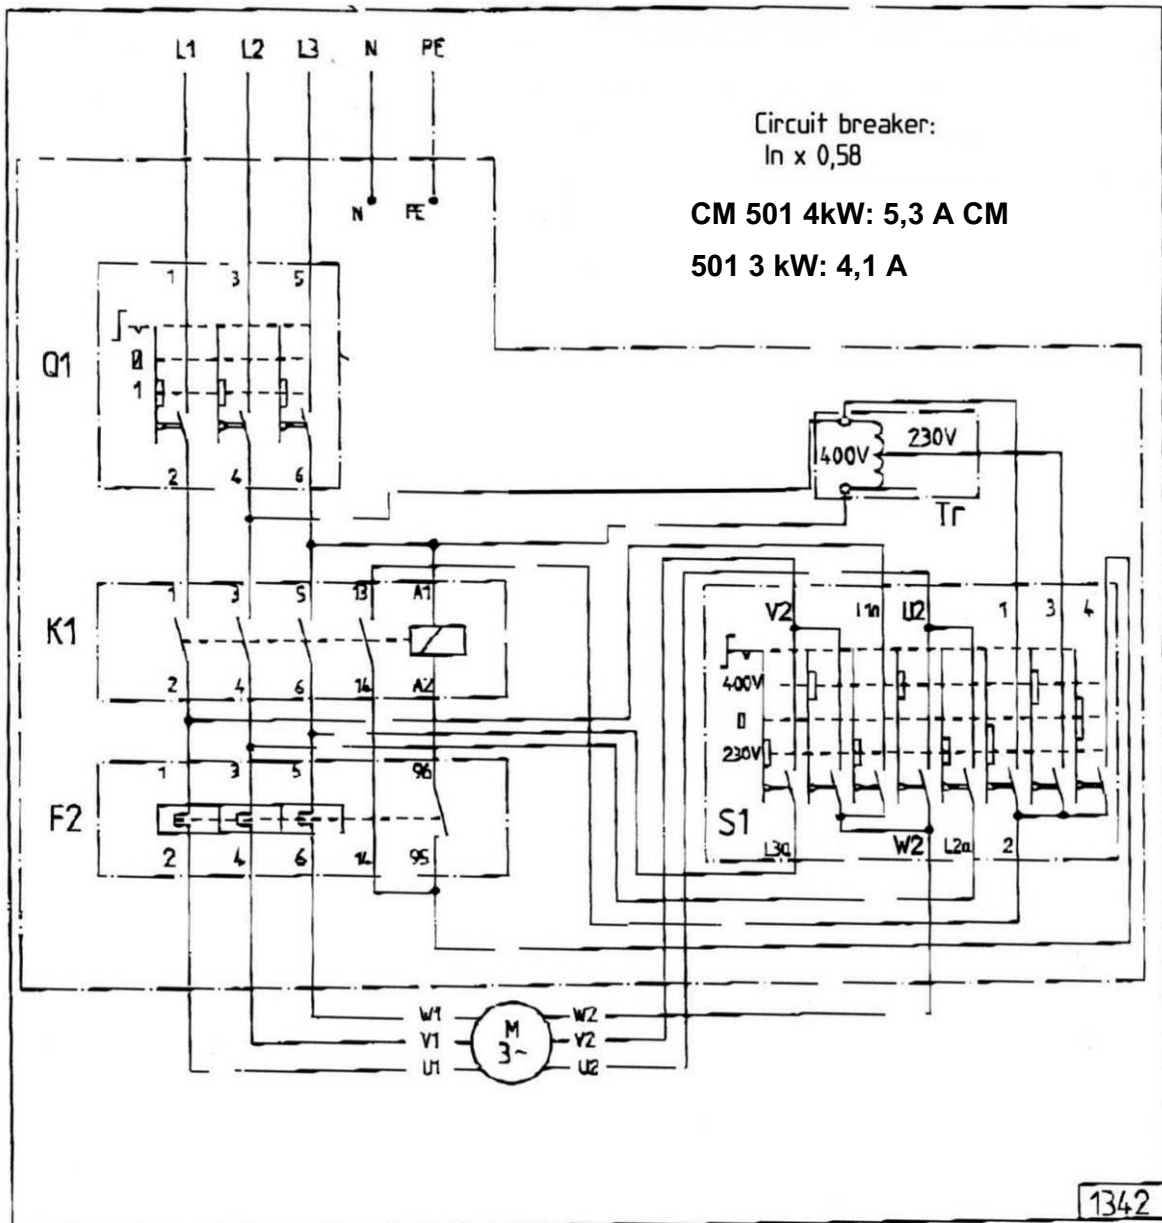 L1 L2 L3 N PE
Circuit breaker:
In x 0,58
CM 501 4kW: 5,3 A CM
501 3 kW: 4,1 A
N PE
1 3 5
Q1
0
1
2 4 6
400V 230V
Tr
1 3 5 13 A1
K1
2 4 6 14 A2
V2 L1a U2 1 3 4
400V
0
230V
S1
L3a W2 L2a 2
1 3 5 96
F2
2 4 6 14 95
W1 W2
V1 V2
U1 U2
M
3~
1342